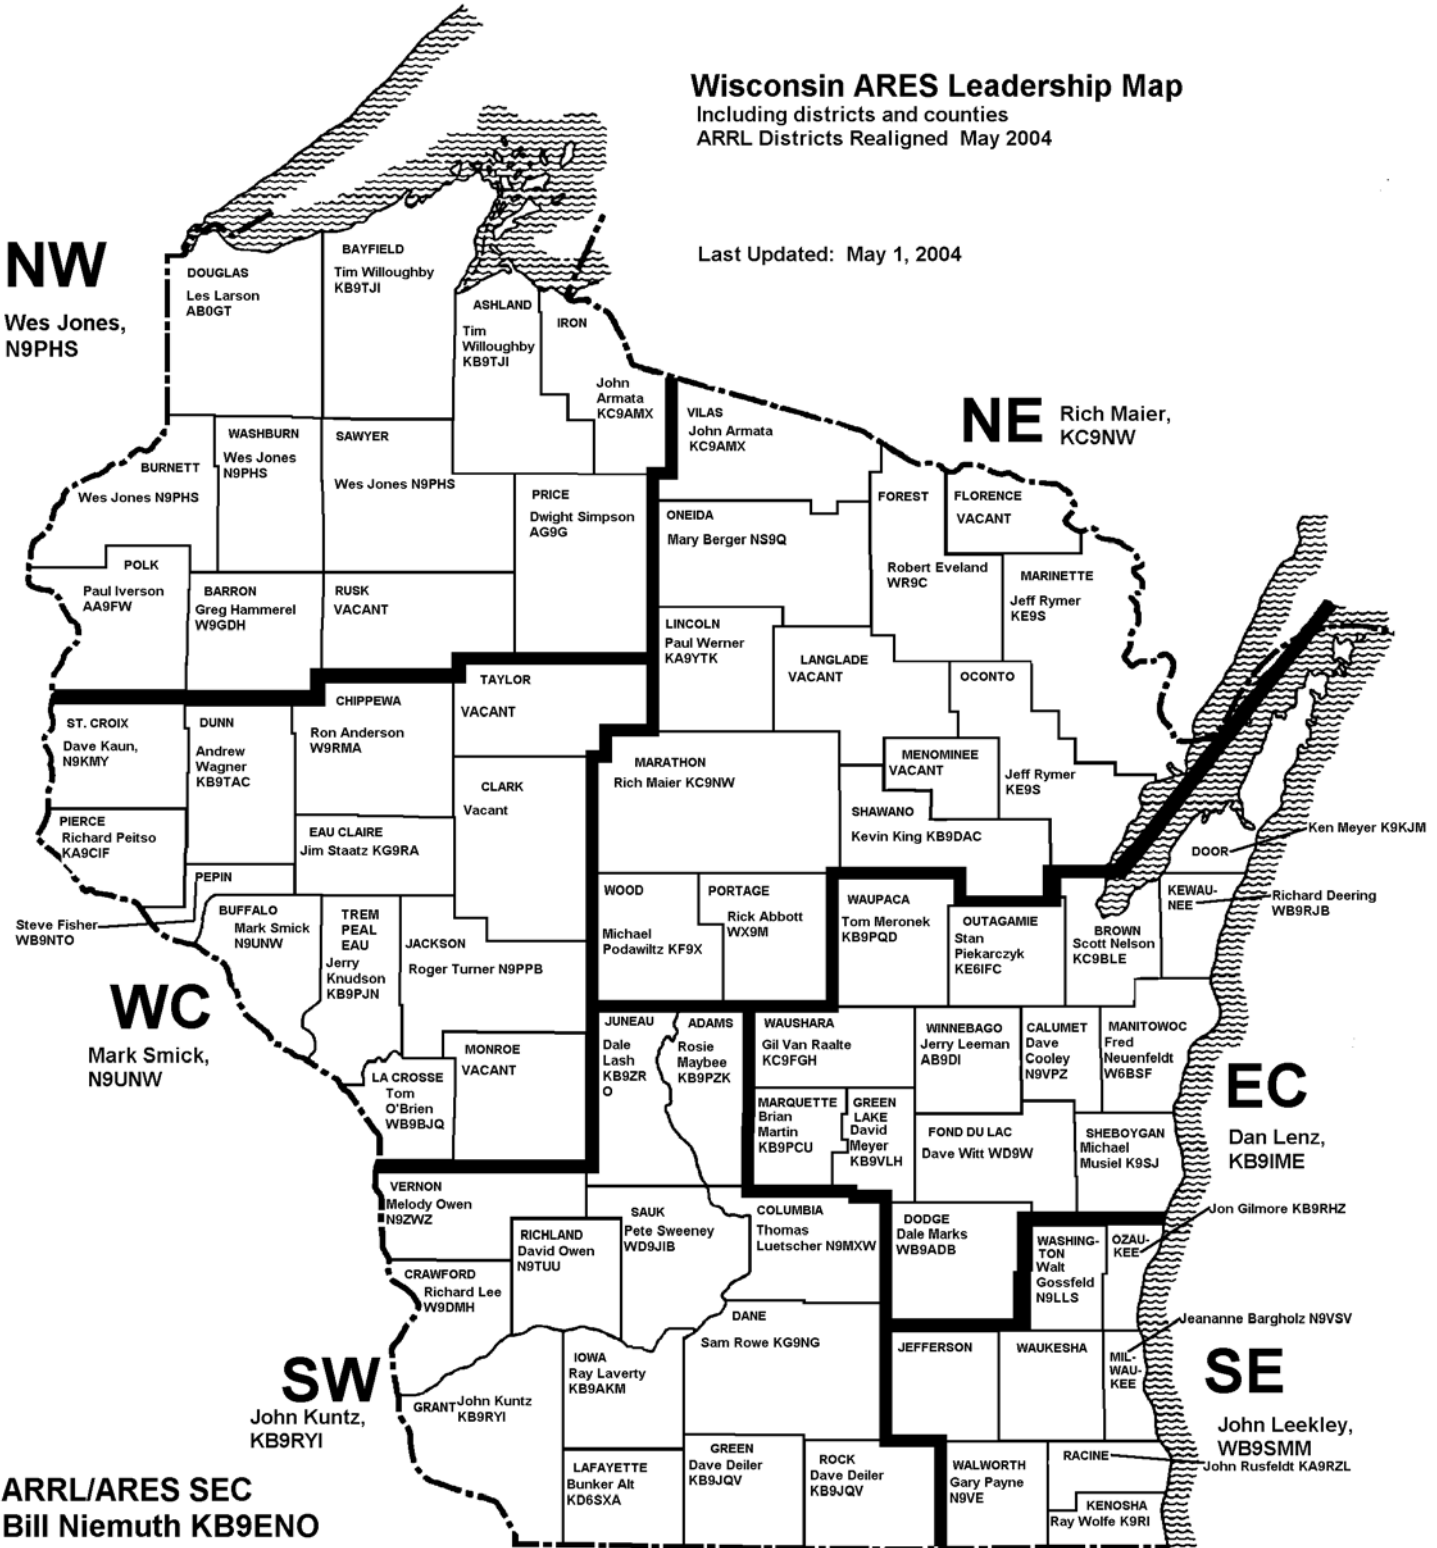 Wisconsin ARES Leadership Map
Including districts and counties
ARRL Districts Realigned May 2004
Last Updated: May 1, 2004
NW
Wes Jones,
N9PHS
DOUGLAS
Les Larson
AB0GT
BAYFIELD
Tim Willoughby
KB9TJI
ASHLAND
Tim
Willoughby
KB9TJI
IRON
John
Armata
KC9AMX
BURNETT
Wes Jones N9PHS
WASHBURN
Wes Jones
N9PHS
SAWYER
Wes Jones N9PHS
PRICE
Dwight Simpson
AG9G
POLK
Paul Iverson
AA9FW
BARRON
Greg Hammerel
W9GDH
RUSK
VACANT
NE
Rich Maier,
KC9NW
VILAS
John Armata
KC9AMX
ONEIDA
Mary Berger NS9Q
FOREST
Robert Eveland
WR9C
FLORENCE
VACANT
MARINETTE
Jeff Rymer
KE9S
LINCOLN
Paul Werner
KA9YTK
LANGLADE
VACANT
OCONTO
Jeff Rymer
KE9S
MARATHON
Rich Maier KC9NW
MENOMINEE
VACANT
SHAWANO
Kevin King KB9DAC
WOOD
Michael
Podawiltz KF9X
PORTAGE
Rick Abbott
WX9M
TAYLOR
VACANT
CHIPPEWA
Ron Anderson
W9RMA
ST. CROIX
Dave Kaun,
N9KMY
DUNN
Andrew
Wagner
KB9TAC
CLARK
Vacant
PIERCE
Richard Peitso
KA9CIF
EAU CLAIRE
Jim Staatz KG9RA
PEPIN
Steve Fisher
WB9NTO
BUFFALO
Mark Smick
N9UNW
TREM
PEAL
EAU
Jerry
Knudson
KB9PJN
JACKSON
Roger Turner N9PPB
MONROE
VACANT
LA CROSSE
Tom
O'Brien
WB9BJQ
WC
Mark Smick,
N9UNW
DOOR
Ken Meyer K9KJM
KEWAU-
NEE
Richard Deering
WB9RJB
WAUPACA
Tom Meronek
KB9PQD
OUTAGAMIE
Stan
Piekarczyk
KE6IFC
BROWN
Scott Nelson
KC9BLE
WAUSHARA
Gil Van Raalte
KC9FGH
WINNEBAGO
Jerry Leeman
AB9DI
CALUMET
Dave
Cooley
N9VPZ
MANITOWOC
Fred
Neuenfeldt
W6BSF
MARQUETTE
Brian
Martin
KB9PCU
GREEN
LAKE
David
Meyer
KB9VLH
FOND DU LAC
Dave Witt WD9W
SHEBOYGAN
Michael
Musiel K9SJ
DODGE
Dale Marks
WB9ADB
EC
Dan Lenz,
KB9IME
JUNEAU
Dale
Lash
KB9ZR
O
ADAMS
Rosie
Maybee
KB9PZK
VERNON
Melody Owen
N9ZWZ
RICHLAND
David Owen
N9TUU
SAUK
Pete Sweeney
WD9JIB
COLUMBIA
Thomas
Luetscher N9MXW
CRAWFORD
Richard Lee
W9DMH
DANE
Sam Rowe KG9NG
IOWA
Ray Laverty
KB9AKM
GRANT
John Kuntz
KB9RYI
LAFAYETTE
Bunker Alt
KD6SXA
GREEN
Dave Deiler
KB9JQV
ROCK
Dave Deiler
KB9JQV
SW
John Kuntz,
KB9RYI
WASHING-
TON
Walt
Gossfeld
N9LLS
OZAU-
KEE
Jon Gilmore KB9RHZ
JEFFERSON
WAUKESHA
MIL-
WAU-
KEE
Jeananne Bargholz N9VSV
WALWORTH
Gary Payne
N9VE
RACINE
John Rusfeldt KA9RZL
KENOSHA
Ray Wolfe K9RI
SE
John Leekley,
WB9SMM
ARRL/ARES SEC
Bill Niemuth KB9ENO